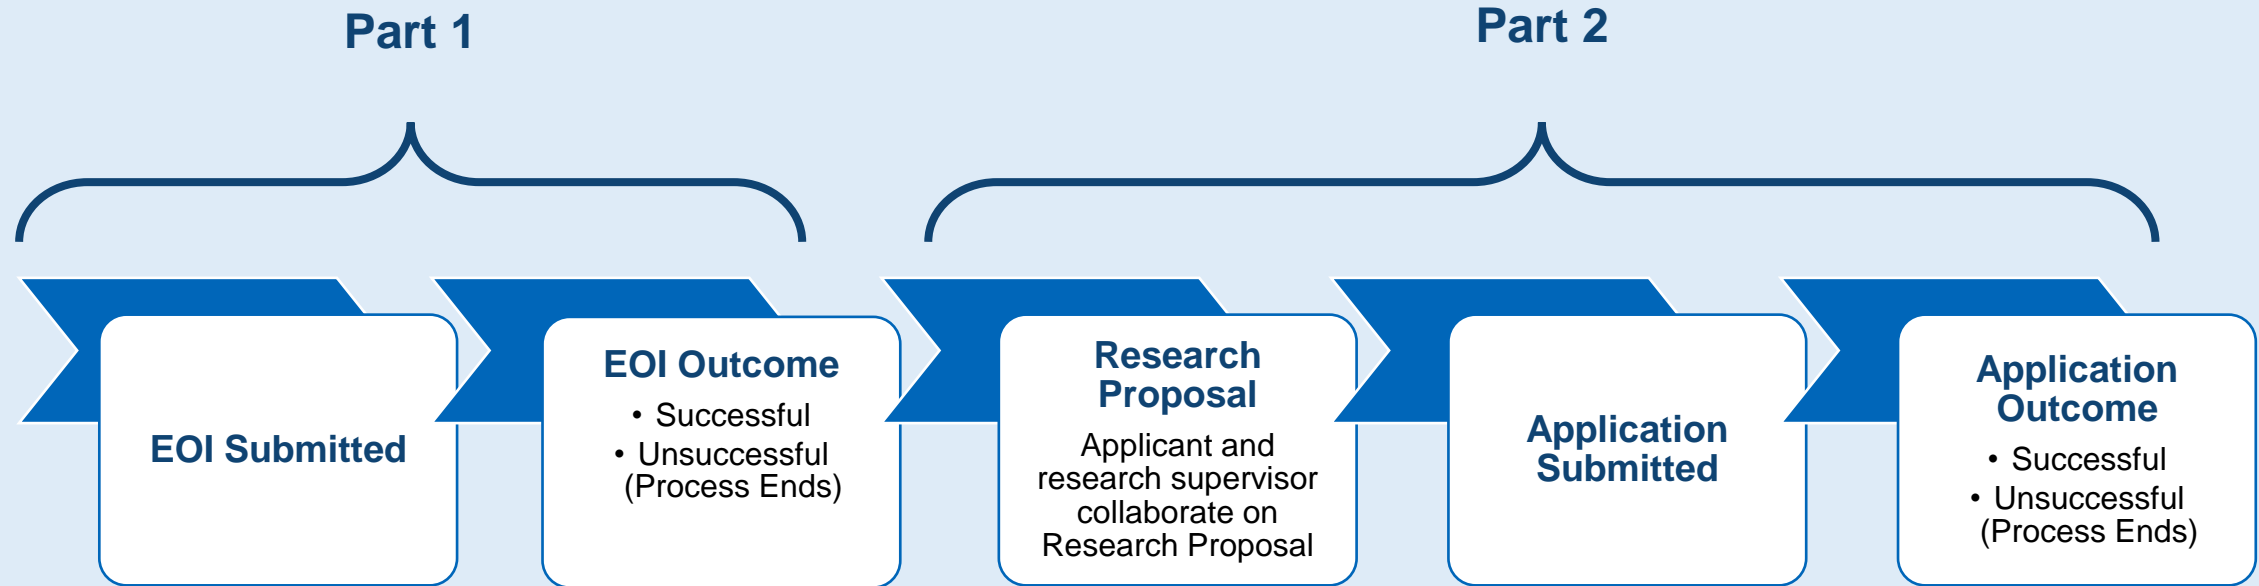 Part 1
Part 2
EOI Submitted
EOI Outcome
• Successful
• Unsuccessful
(Process Ends)
Research
Proposal
Applicant and
research supervisor
collaborate on
Research Proposal
Application
Submitted
Application
Outcome
• Successful
• Unsuccessful
(Process Ends)